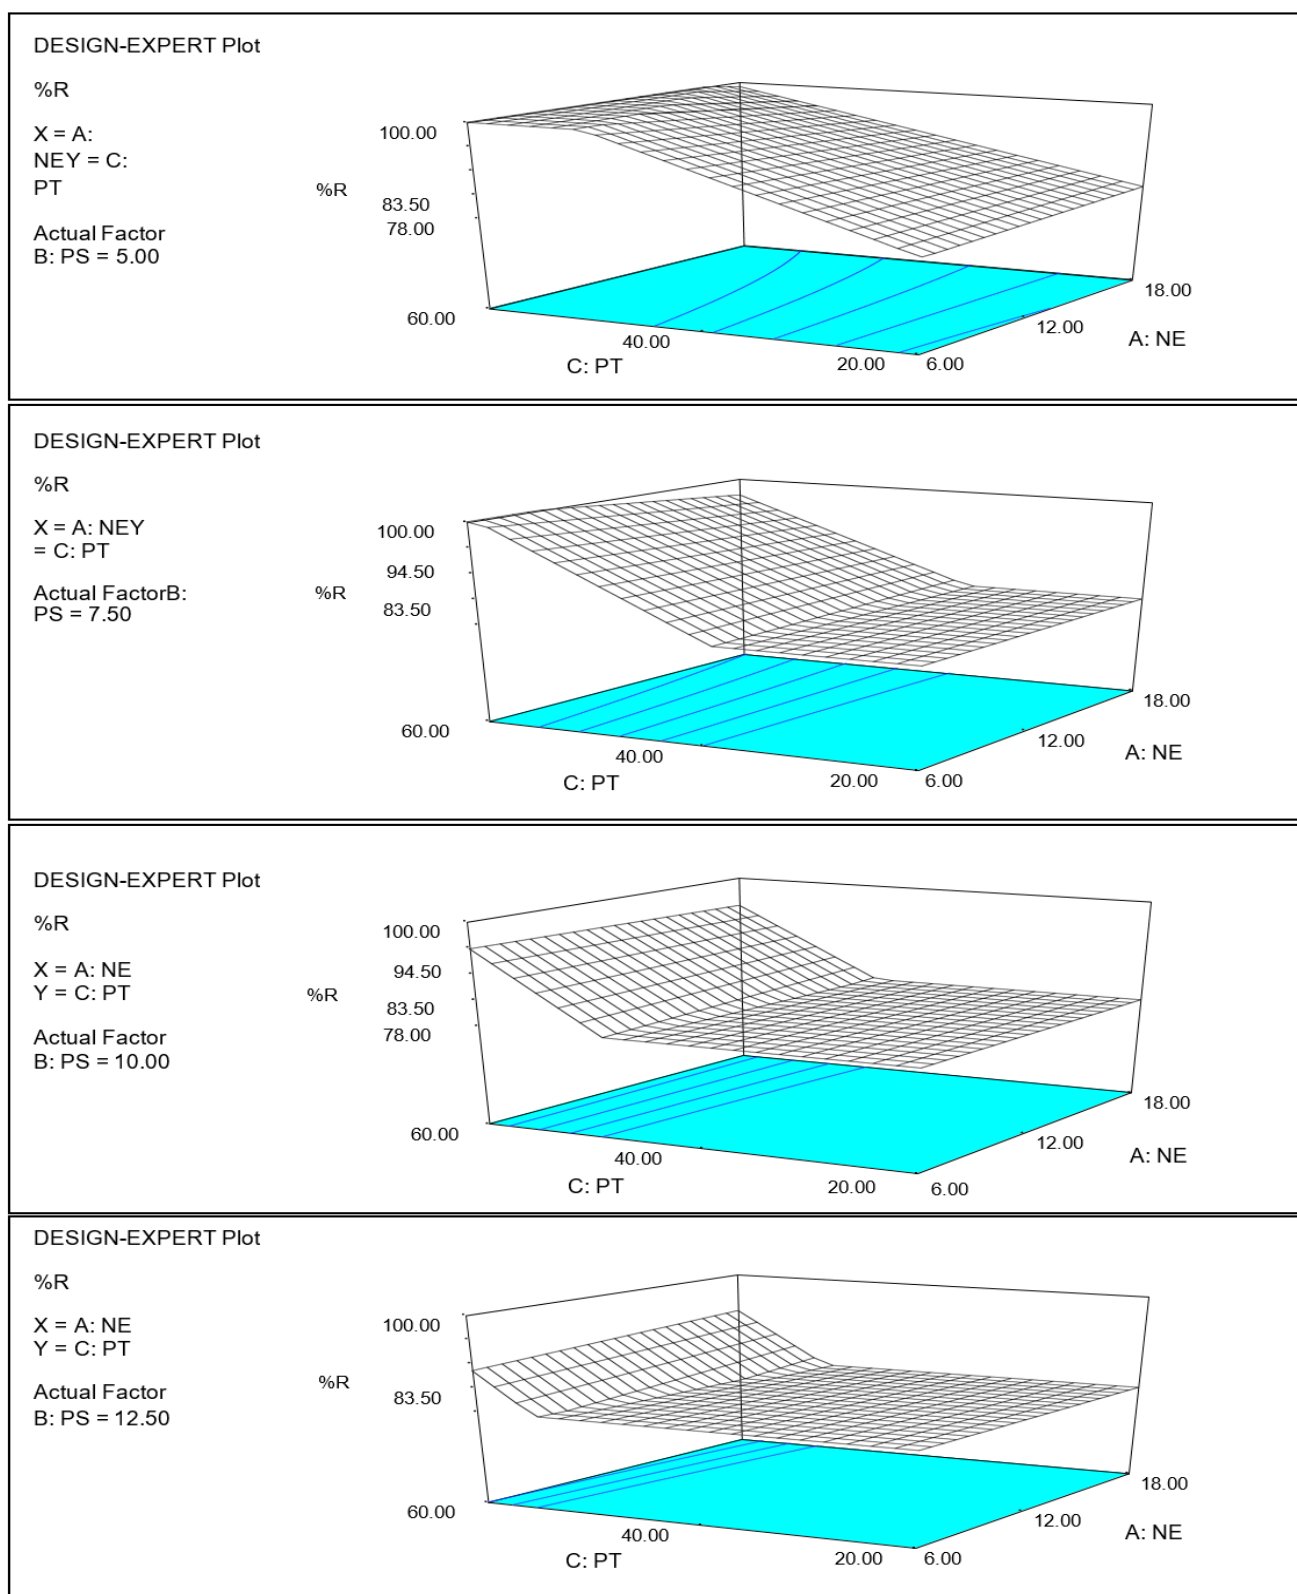 DESIGN-EXPERT Plot
%R
X = A:
NEY = C:
PT
Actual Factor
B: PS = 5.00
%R
100.00
83.50
78.00
60.00
40.00
20.00
C: PT
6.00
12.00
18.00
A: NE
DESIGN-EXPERT Plot
%R
X = A: NEY
= C: PT
Actual FactorB:
PS = 7.50
%R
100.00
94.50
83.50
60.00
40.00
20.00
C: PT
6.00
12.00
18.00
A: NE
DESIGN-EXPERT Plot
%R
X = A: NE
Y = C: PT
Actual Factor
B: PS = 10.00
%R
100.00
94.50
83.50
78.00
60.00
40.00
20.00
C: PT
6.00
12.00
18.00
A: NE
DESIGN-EXPERT Plot
%R
X = A: NE
Y = C: PT
Actual Factor
B: PS = 12.50
%R
100.00
83.50
60.00
40.00
20.00
C: PT
6.00
12.00
18.00
A: NE